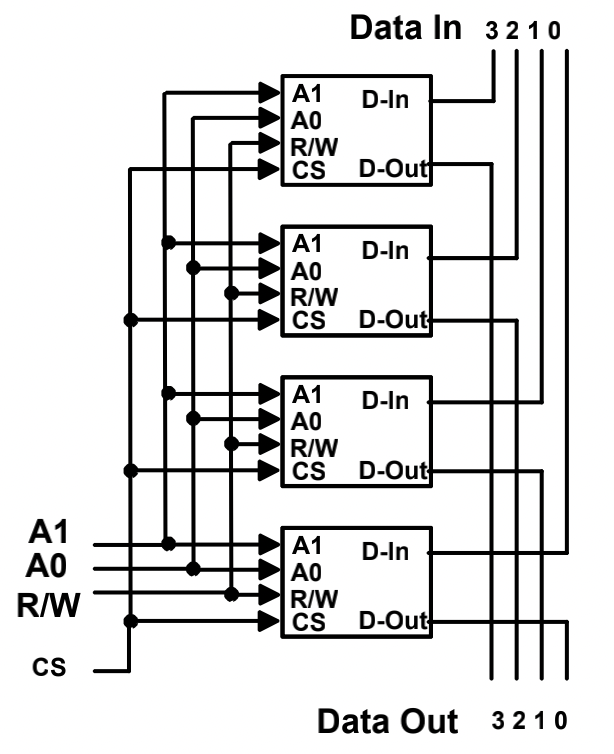 Data In 3 2 1 0
A1 D-In
A0
R/W
CS D-Out
A1 D-In
A0
R/W
CS D-Out
A1 D-In
A0
R/W
CS D-Out
A1
A1 D-In
A0
A0
R/W
R/W
CS D-Out
CS
Data Out 3 2 1 0